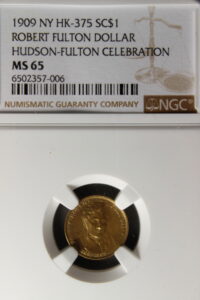 1909 NY HK-375 SC$1
ROBERT FULTON DOLLAR
HUDSON-FULTON CELEBRATION
MS 65
6502357-006
NUMISMATIC GUARANTY COMPANY
NGC